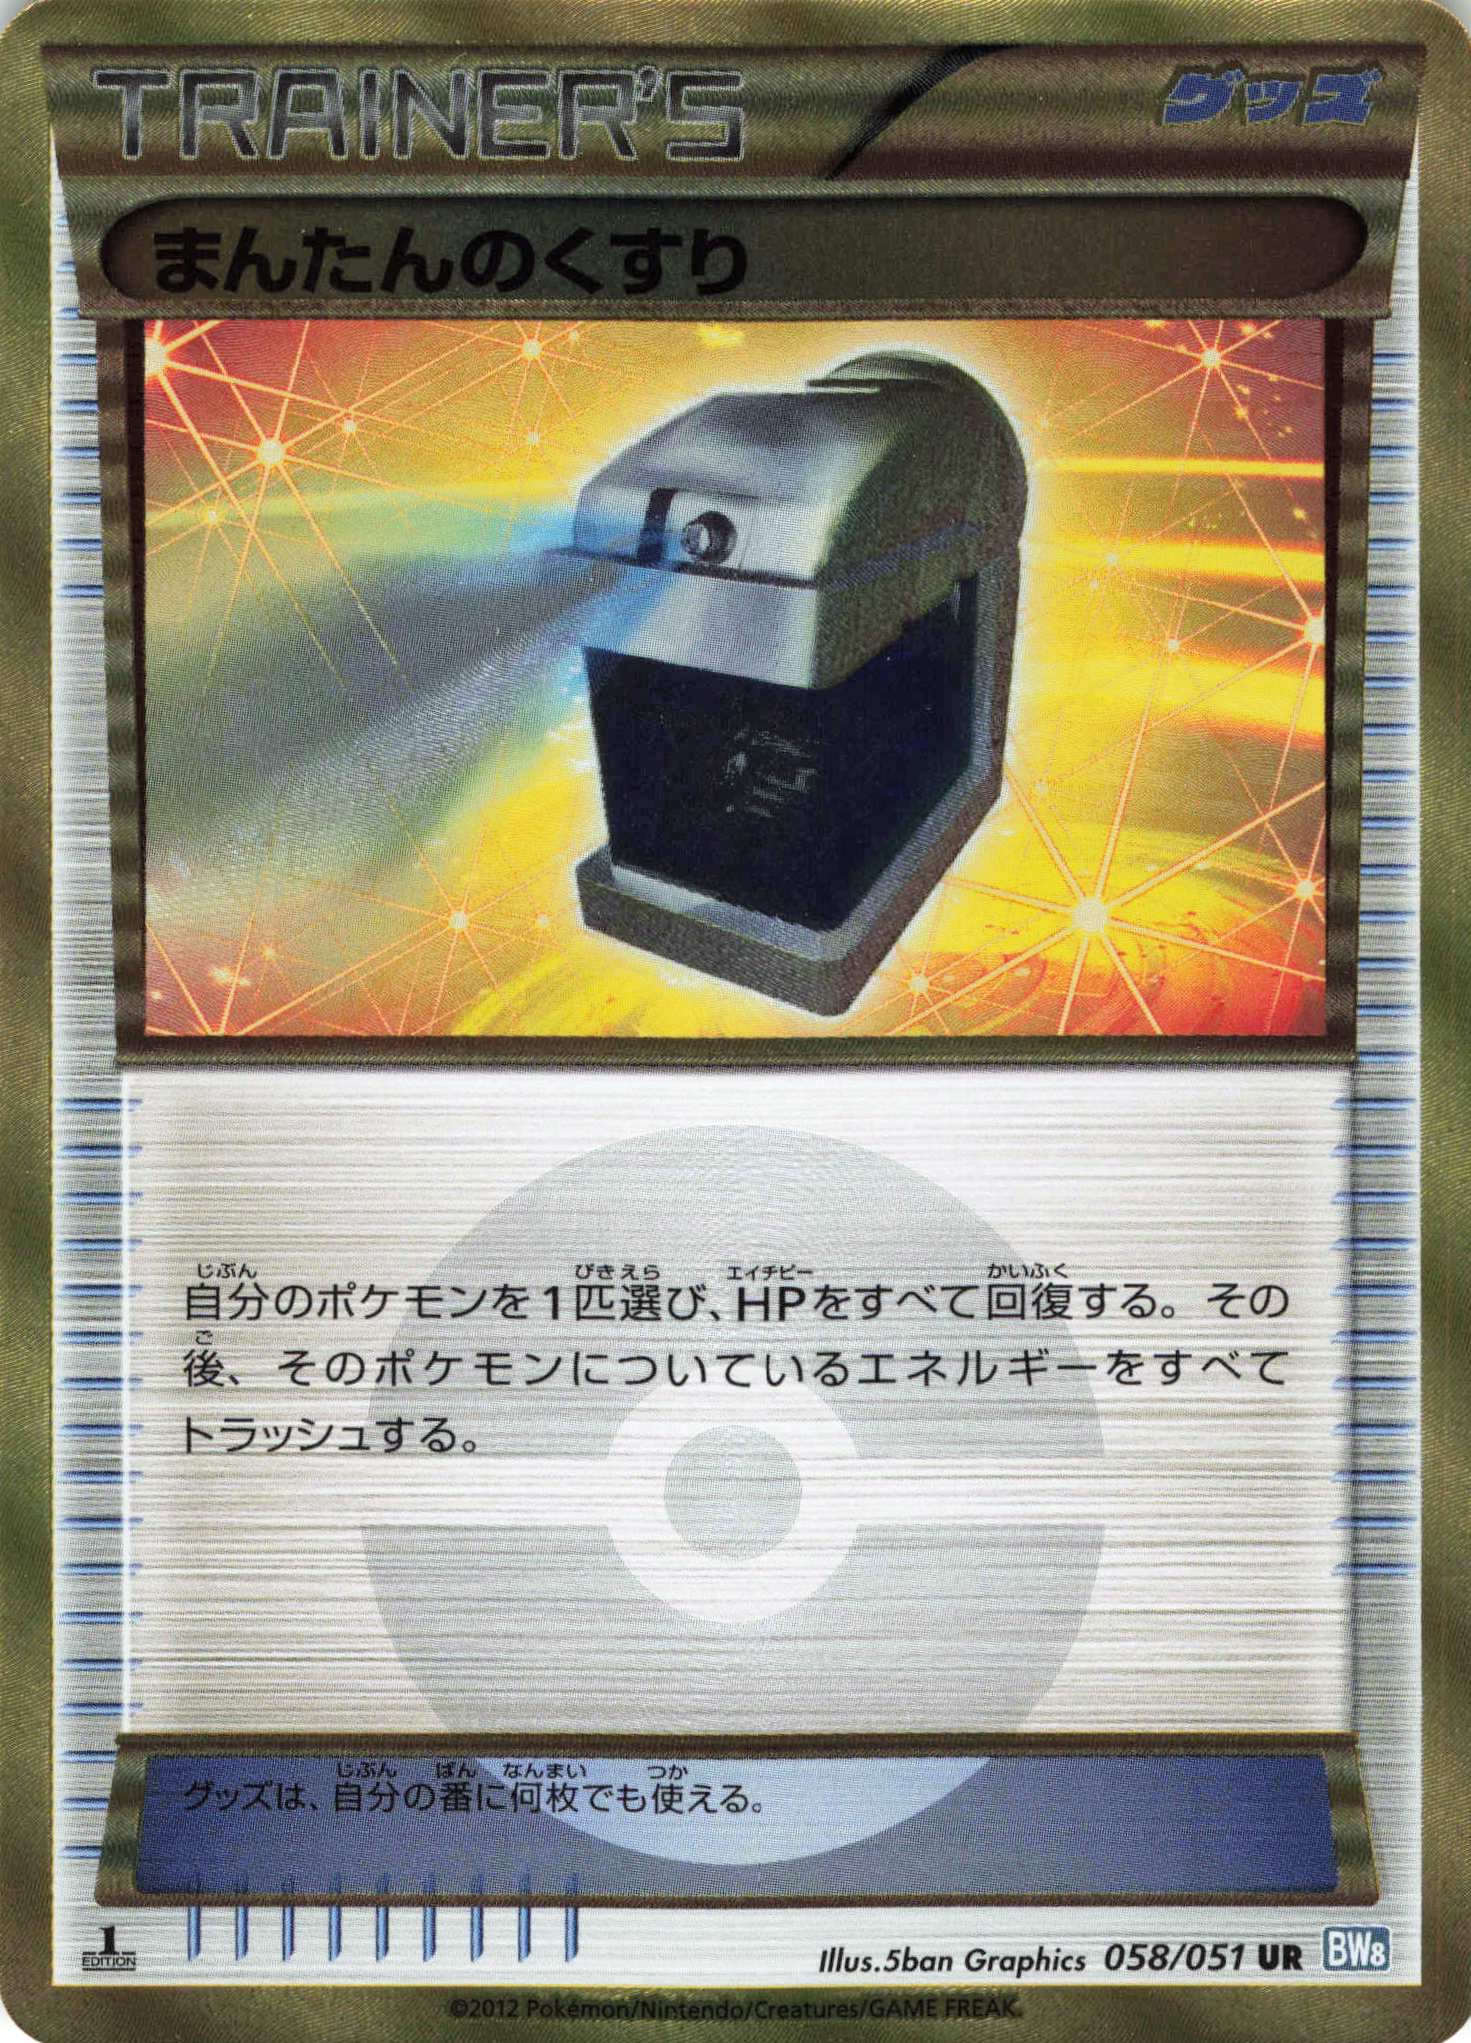 TRAINER'S グッズ
まんたんのくすり
じぶん びきえら エイチピー かいふく
自分のポケモンを1匹選び、HPをすべて回復する。その
ご
後、そのポケモンについているエネルギーをすべて
トラッシュする。
じぶん ばん なんまい つか
グッズは、自分の番に何枚でも使える。
1
EDITION
Illus.5ban Graphics 058/051 UR BW8
©2012 Pokémon/Nintendo/Creatures/GAME FREAK.